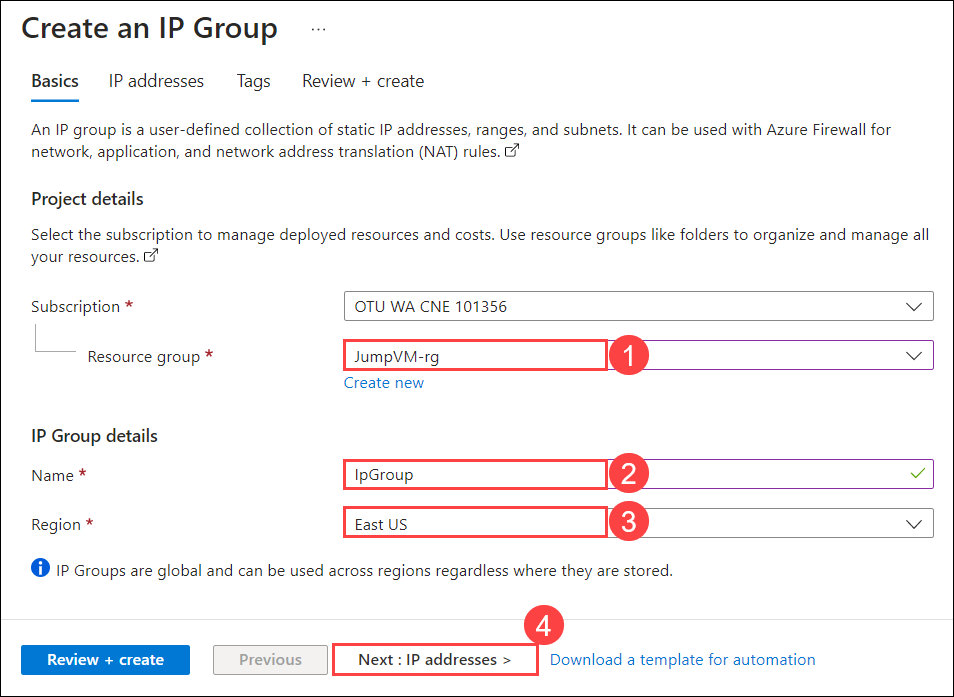 Create an IP Group ...
Basics IP addresses Tags Review + create
An IP group is a user-defined collection of static IP addresses, ranges, and subnets. It can be used with Azure Firewall for
network, application, and network address translation (NAT) rules.
Project details
Select the subscription to manage deployed resources and costs. Use resource groups like folders to organize and manage all
your resources.
Subscription * OTU WA CNE 101356
Resource group * JumpVM-rg 1
Create new
IP Group details
Name * IpGroup 2
Region * East US 3
IP Groups are global and can be used across regions regardless where they are stored.
4
Review + create Previous Next : IP addresses > Download a template for automation